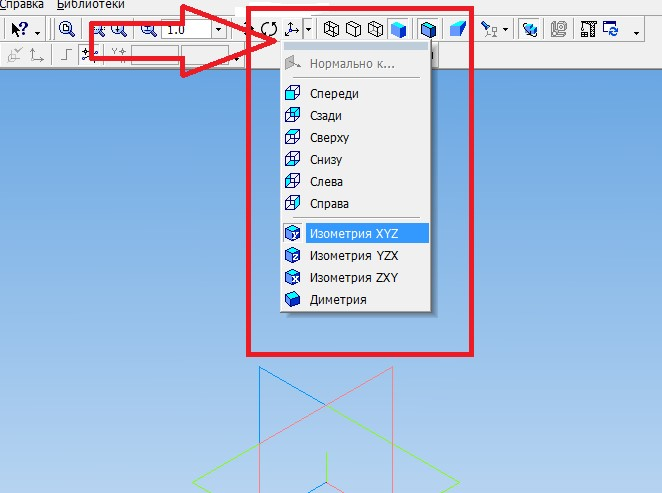 Справка Библиотеки
1.0
Нормально к...
Спереди
Сзади
Сверху
Снизу
Слева
Справа
Изометрия XYZ
Изометрия YZX
Изометрия ZXY
Диметрия